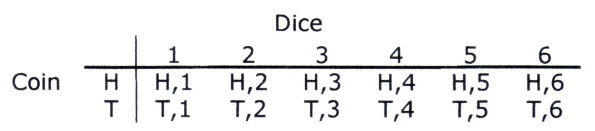 Dice
1 2 3 4 5 6
Coin H H,1 H,2 H,3 H,4 H,5 H,6
T T,1 T,2 T,3 T,4 T,5 T,6